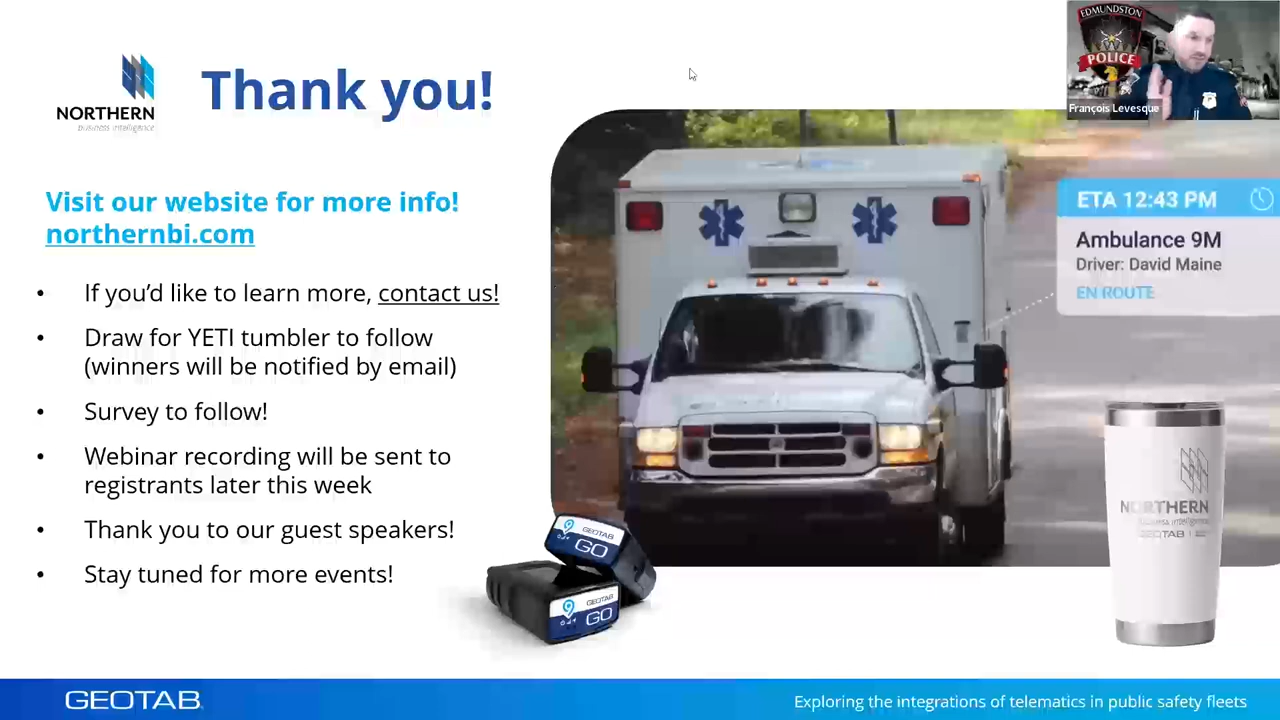 EDMUNDSTON
POLICE
François Levesque
NORTHERN
business intelligence
Thank you!
Visit our website for more info!
northernbi.com
• If you’d like to learn more, contact us!
• Draw for YETI tumbler to follow
(winners will be notified by email)
• Survey to follow!
• Webinar recording will be sent to
registrants later this week
• Thank you to our guest speakers!
• Stay tuned for more events!
ETA 12:43 PM
Ambulance 9M
Driver: David Maine
EN ROUTE
GEOTAB
GO
GEOTAB
GO
NORTHERN
business intelligence
GEOTAB
GEOTAB
Exploring the integrations of telematics in public safety fleets